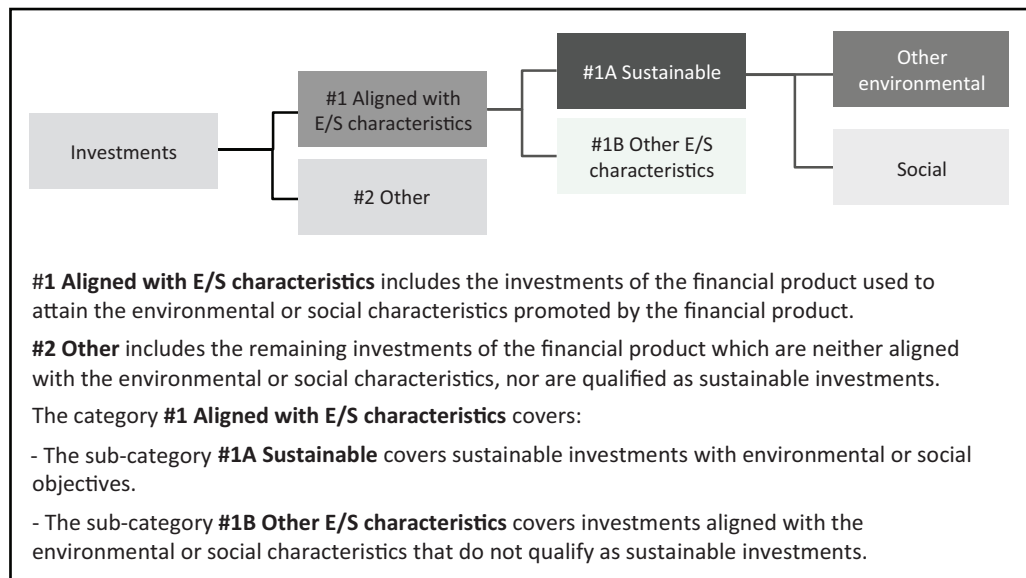 Investments
#1 Aligned with
E/S characteristics
#2 Other
#1A Sustainable
#1B Other E/S
characteristics
Other
environmental
Social
#1 Aligned with E/S characteristics includes the investments of the financial product used to
attain the environmental or social characteristics promoted by the financial product.
#2 Other includes the remaining investments of the financial product which are neither aligned
with the environmental or social characteristics, nor are qualified as sustainable investments.
The category #1 Aligned with E/S characteristics covers:
- The sub-category #1A Sustainable covers sustainable investments with environmental or social
objectives.
- The sub-category #1B Other E/S characteristics covers investments aligned with the
environmental or social characteristics that do not qualify as sustainable investments.